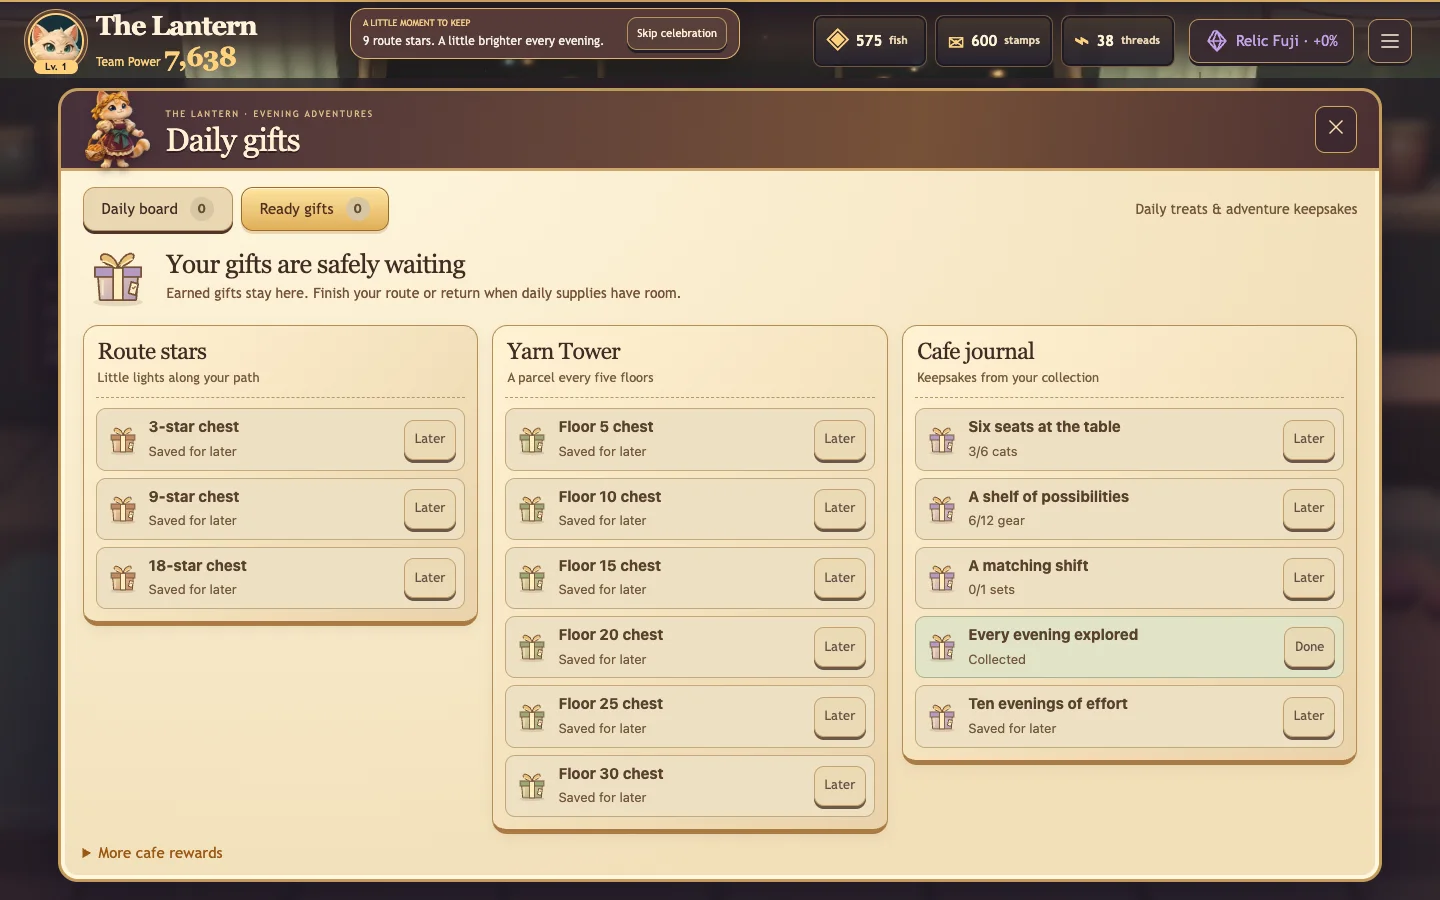 The Lantern
Team Power 7,638
Lv. 1
A LITTLE MOMENT TO KEEP
9 route stars. A little brighter every evening.
Skip celebration
575 fish
600 stamps
38 threads
Relic Fuji · +0%
THE LANTERN · EVENING ADVENTURES
Daily gifts
Daily board 0
Ready gifts 0
Daily treats & adventure keepsakes
Your gifts are safely waiting
Earned gifts stay here. Finish your route or return when daily supplies have room.
Route stars
Little lights along your path
3-star chest
Saved for later
Later
9-star chest
Saved for later
Later
18-star chest
Saved for later
Later
Yarn Tower
A parcel every five floors
Floor 5 chest
Saved for later
Later
Floor 10 chest
Saved for later
Later
Floor 15 chest
Saved for later
Later
Floor 20 chest
Saved for later
Later
Floor 25 chest
Saved for later
Later
Floor 30 chest
Saved for later
Later
Cafe journal
Keepsakes from your collection
Six seats at the table
3/6 cats
Later
A shelf of possibilities
6/12 gear
Later
A matching shift
0/1 sets
Later
Every evening explored
Collected
Done
Ten evenings of effort
Saved for later
Later
More cafe rewards